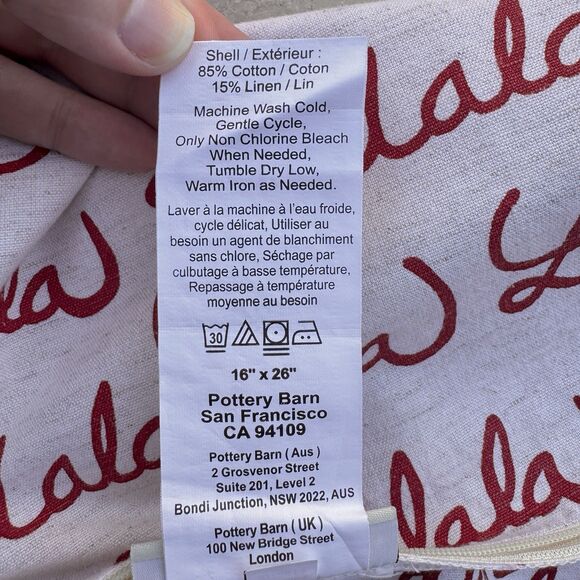 Shell / Extérieur :
85% Cotton / Coton
15% Linen / Lin
Machine Wash Cold,
Gentle Cycle,
Only Non Chlorine Bleach
When Needed,
Tumble Dry Low,
Warm Iron as Needed.
Laver à la machine à l'eau froide,
cycle délicat, Utiliser au
besoin un agent de blanchiment
sans chlore, Séchage par
culbutage à basse température,
Repassage à température
moyenne au besoin
30
16" x 26"
Pottery Barn
San Francisco
CA 94109
Pottery Barn ( Aus )
2 Grosvenor Street
Suite 201, Level 2
Bondi Junction, NSW 2022, AUS
Pottery Barn ( UK )
100 New Bridge Street
London